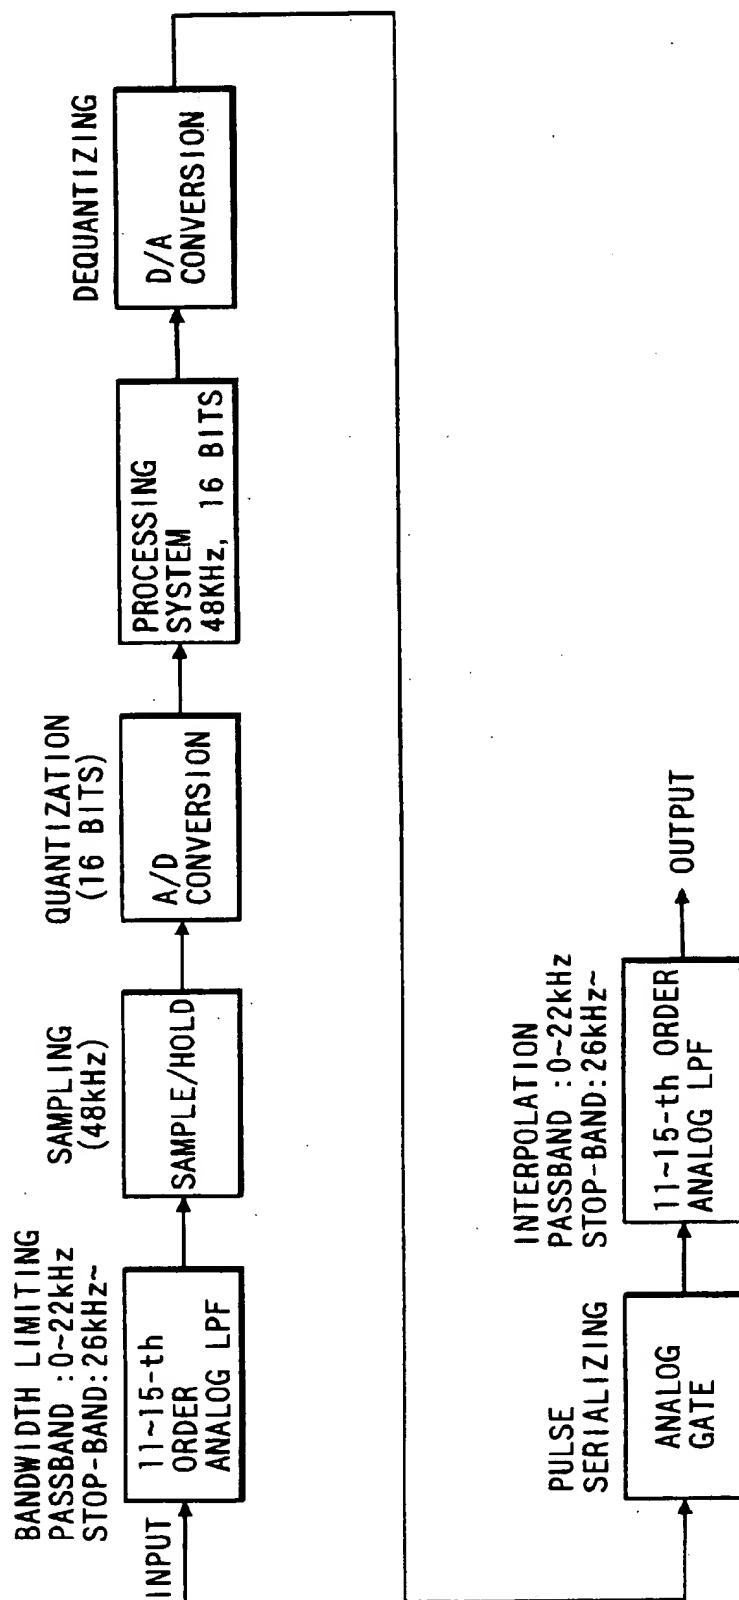 INPUT
BANDWIDTH LIMITING
PASSBAND :0~22kHz
STOP-BAND:26kHz~
11~15-th
ORDER
ANALOG LPF
SAMPLING
(48kHz)
SAMPLE/HOLD
QUANTIZATION
(16 BITS)
A/D
CONVERSION
PROCESSING
SYSTEM
48KHz, 16 BITS
DEQUANTIZING
D/A
CONVERSION
PULSE
SERIALIZING
ANALOG
GATE
INTERPOLATION
PASSBAND :0~22kHz
STOP-BAND:26kHz~
11~15-th ORDER
ANALOG LPF
OUTPUT